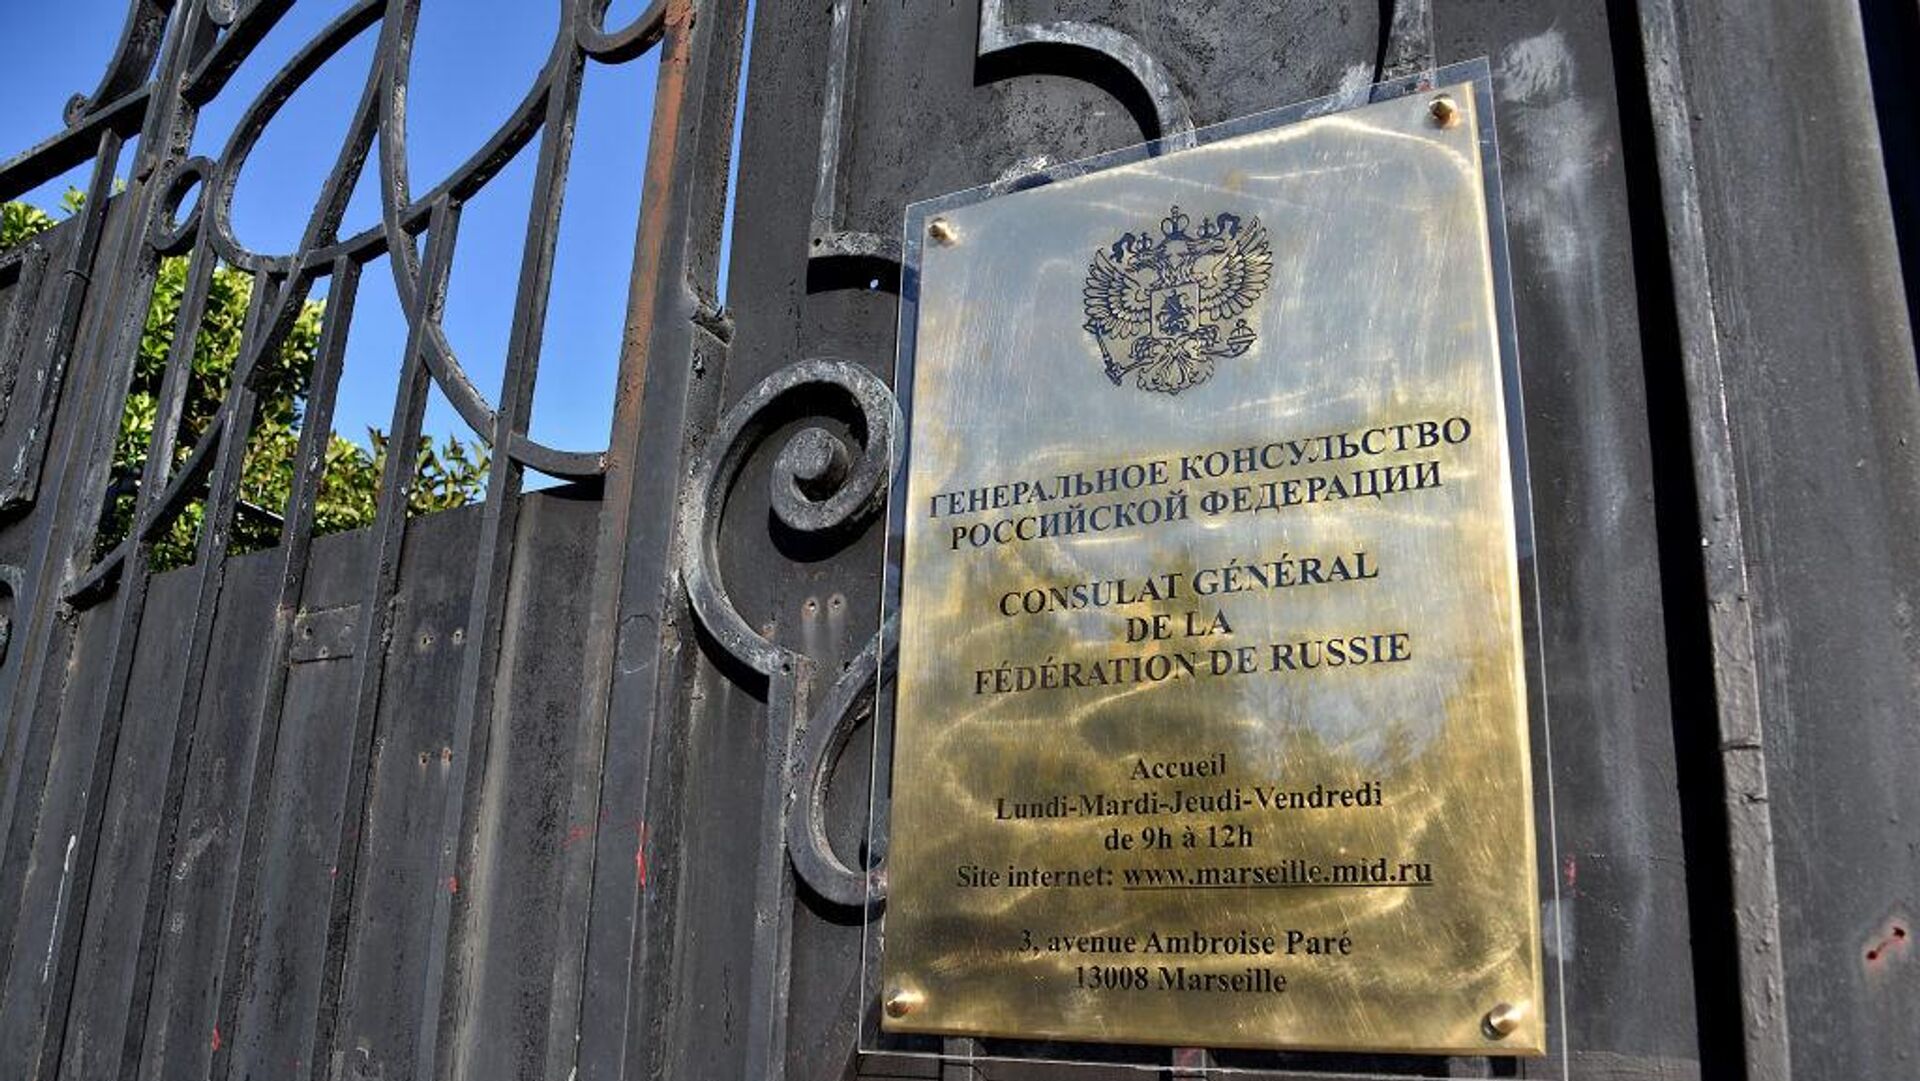 ГЕНЕРАЛЬНОЕ КОНСУЛЬСТВО
РОССИЙСКОЙ ФЕДЕРАЦИИ
CONSULAT GÉNÉRAL
DE LA
FÉDÉRATION DE RUSSIE
Accueil
Lundi-Mardi-Jeudi-Vendredi
de 9h à 12h
Site internet: www.marseille.mid.ru
3, avenue Ambroise Paré
13008 Marseille